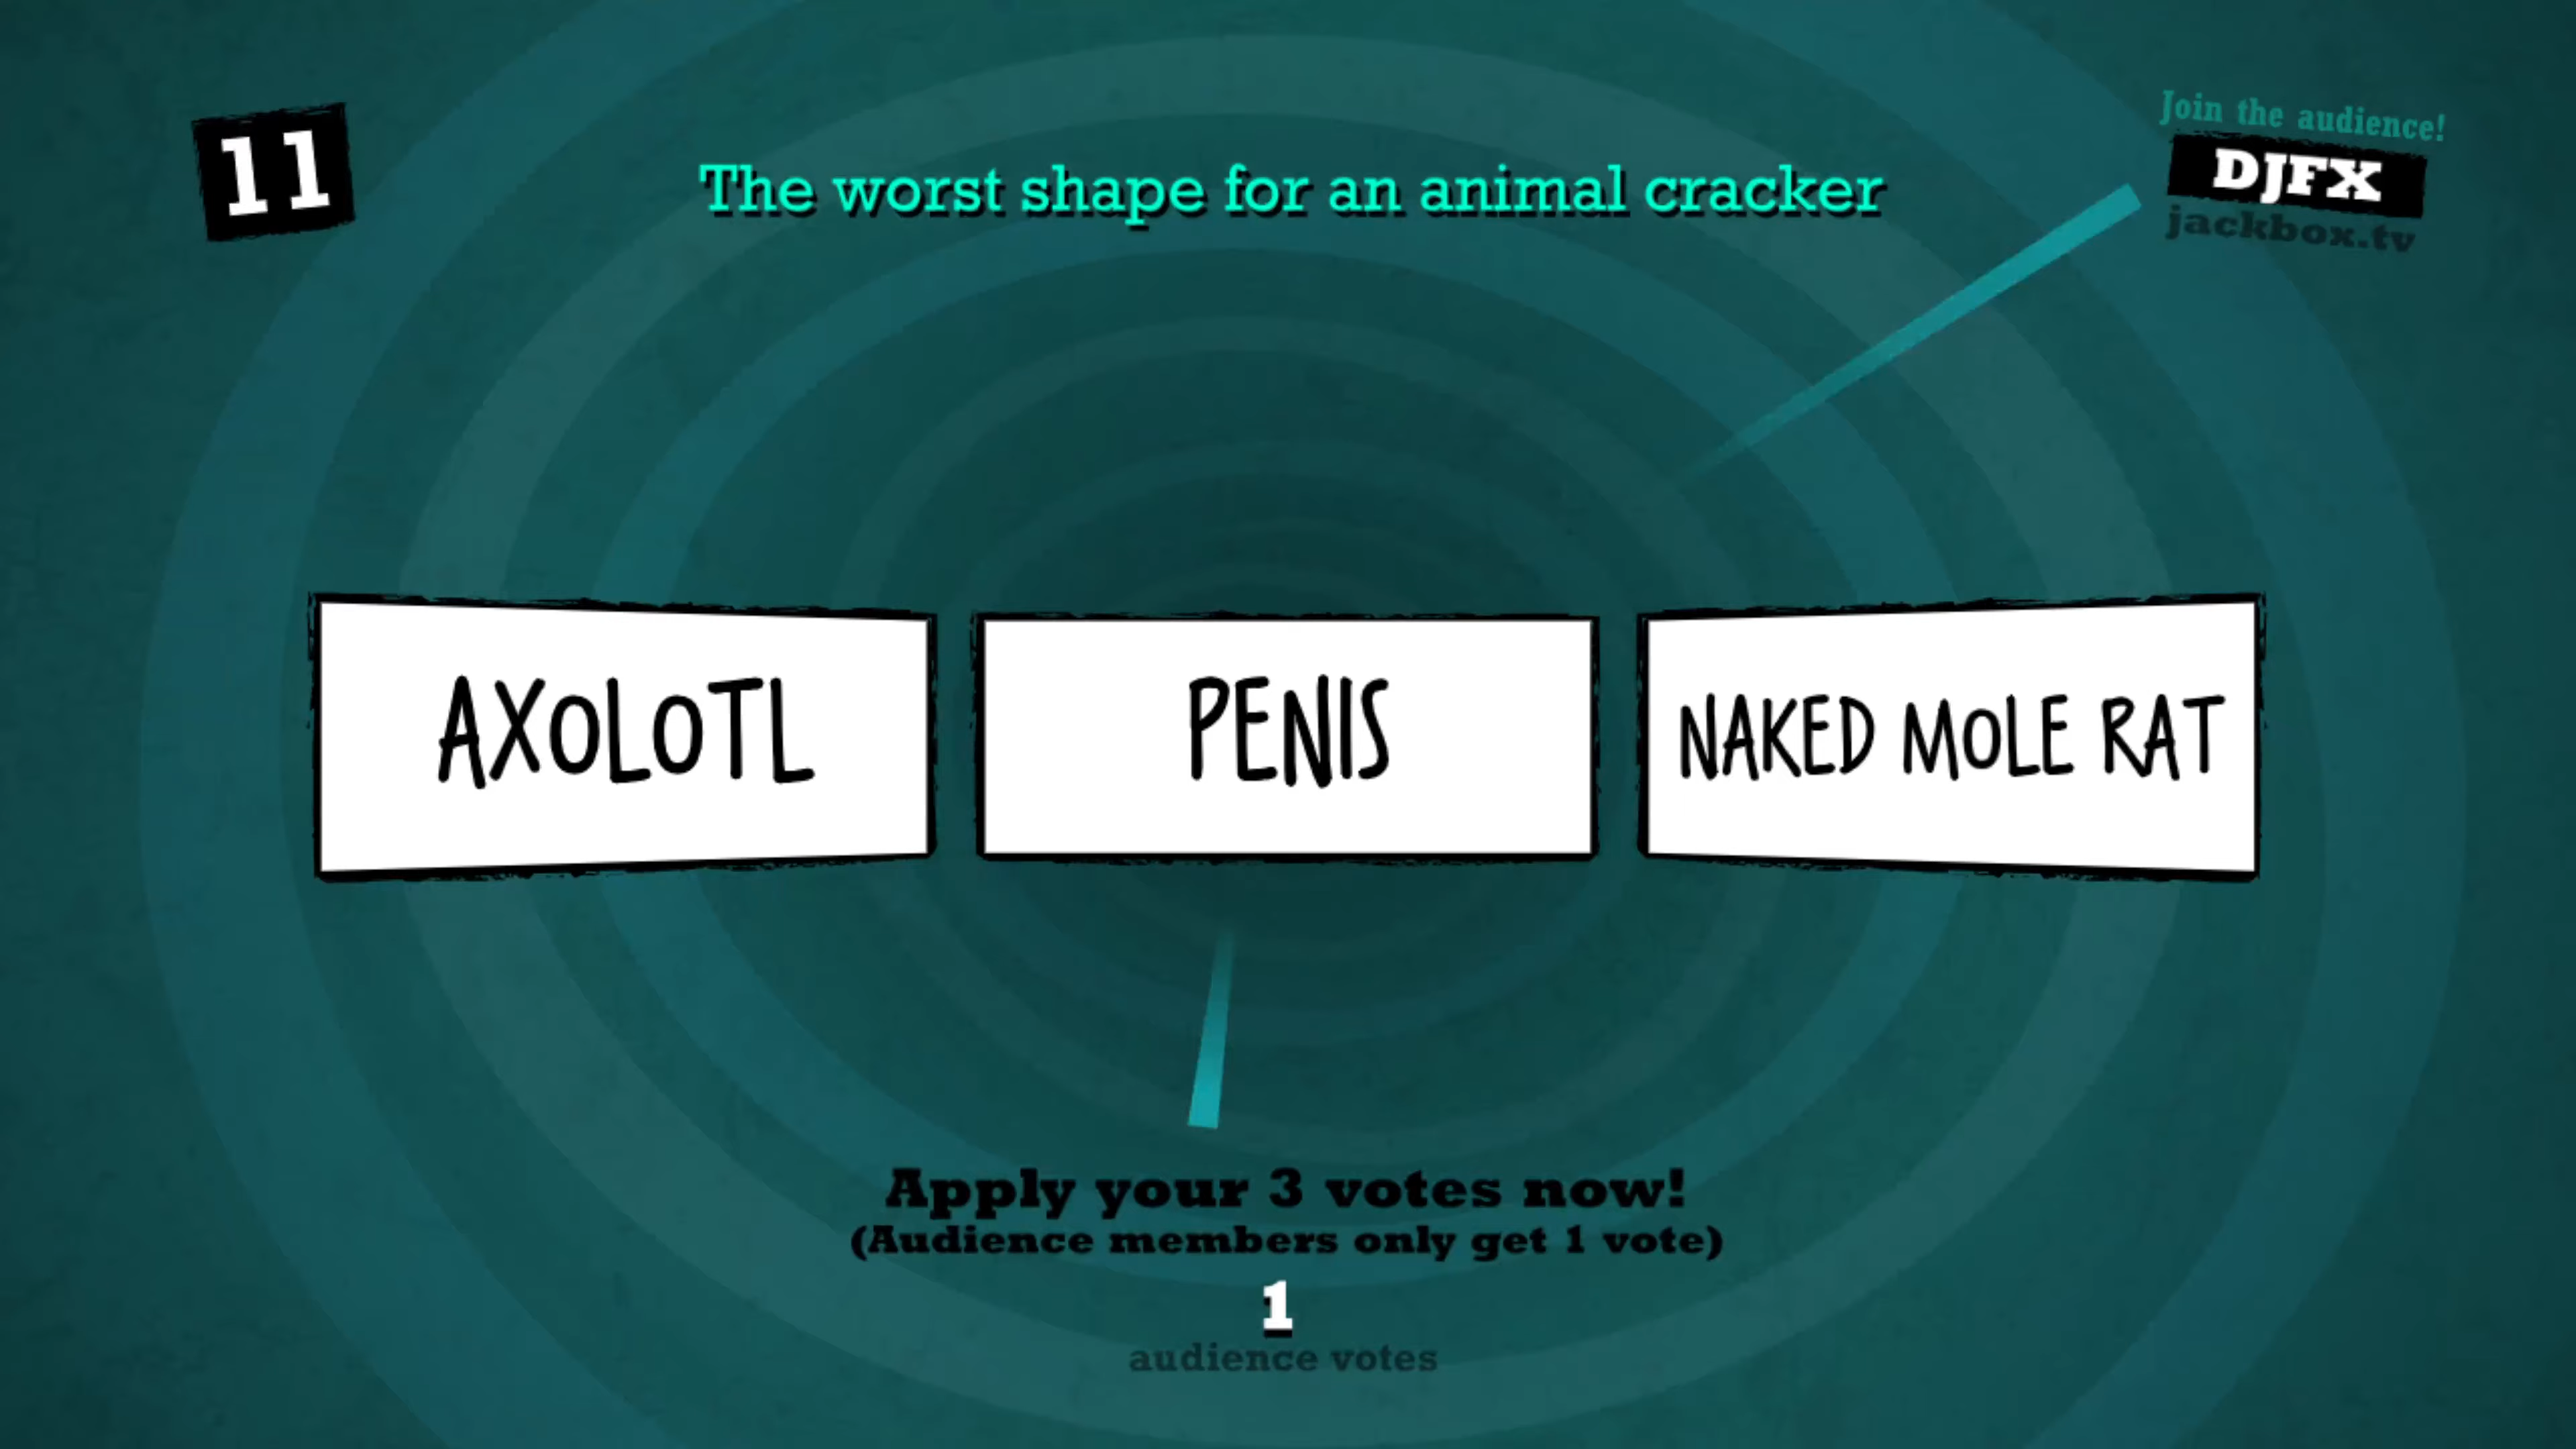 11
The worst shape for an animal cracker
Join the audience!
DJFX
jackbox.tv
AXOLOTL
PENIS
NAKED MOLE RAT
Apply your 3 votes now!
(Audience members only get 1 vote)
1
audience votes